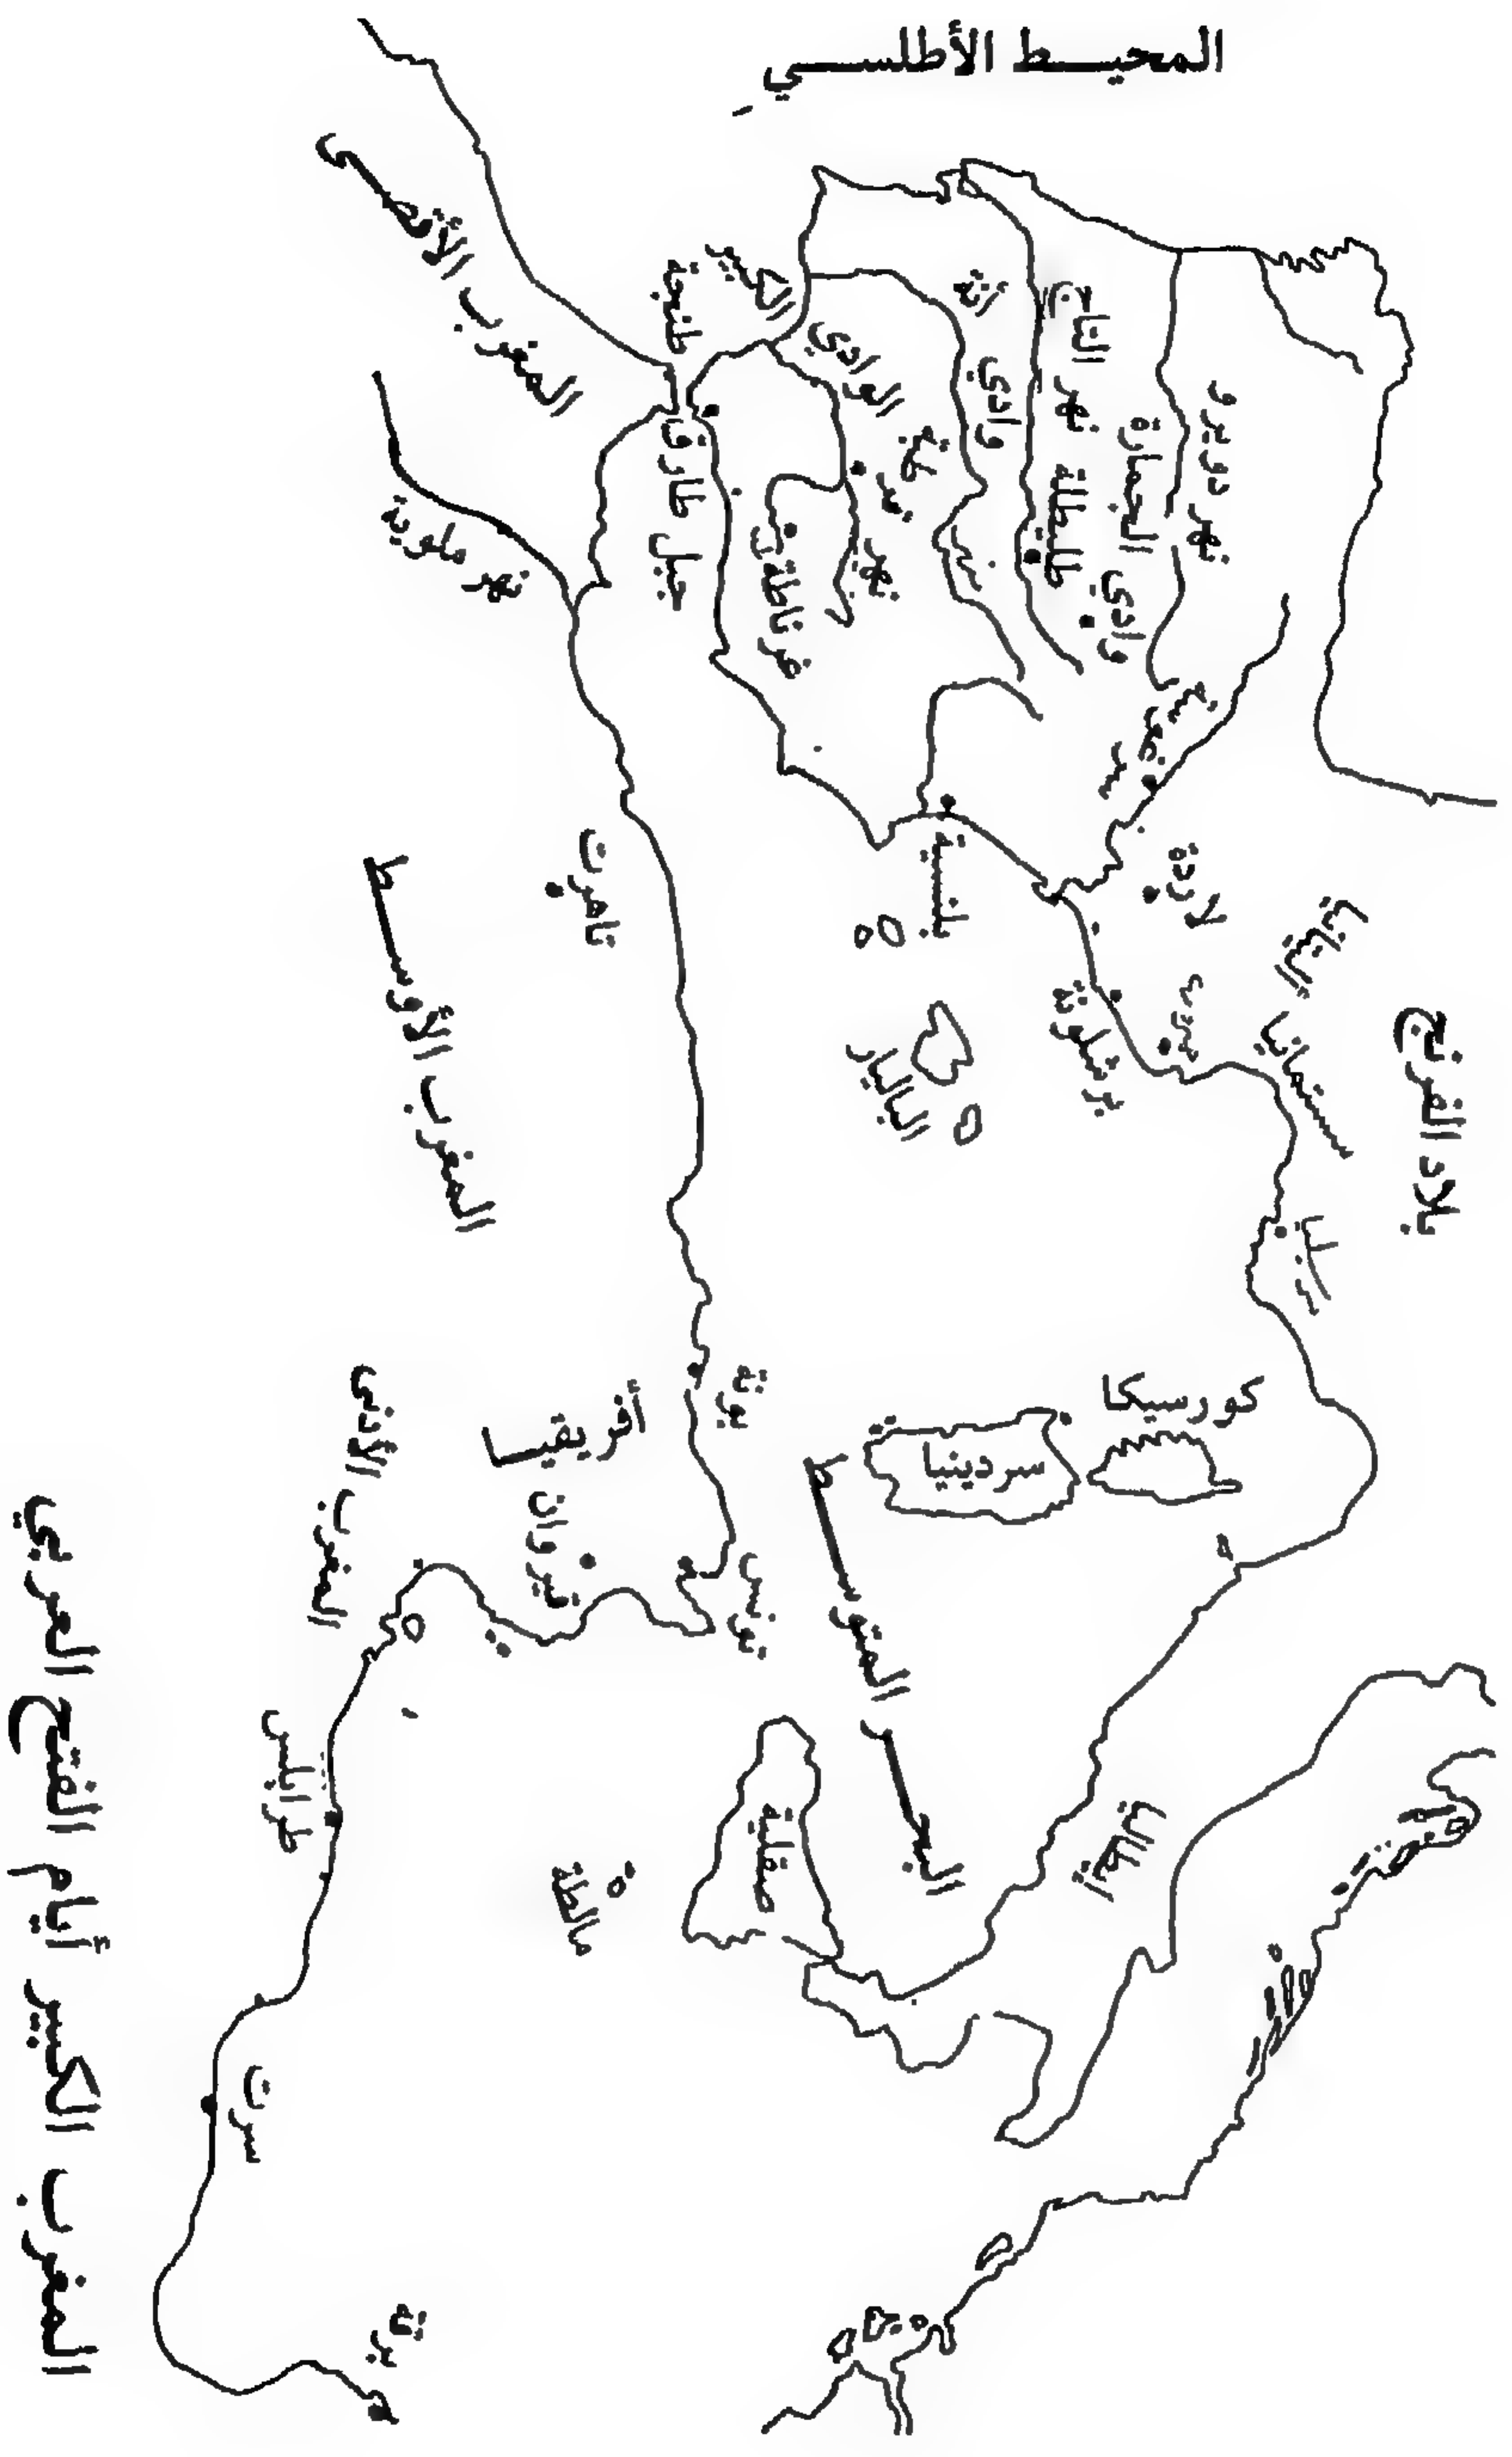 المحيط الأطلسي
نهر دويرو
وادي الحجارة
نهر التاج
طليطلة
وادي آنة
نهر
الوادي الكبير
غرناطة
طنجة
جبل طارق
المغرب الأقصى
نهر ملوية
بلنسية
لاردة
برشلونة
البليار
بلاد الفرنج
تاهرت
المغرب الأوسط
كورسيكا
سردينيا
أفريقيا
قيروان
تونس
المغرب الأدنى
البحر المتوسط
صقلية
مالطة
طرابلس
سرت
برقة
المغرب الكبير أيام الفتح العربي